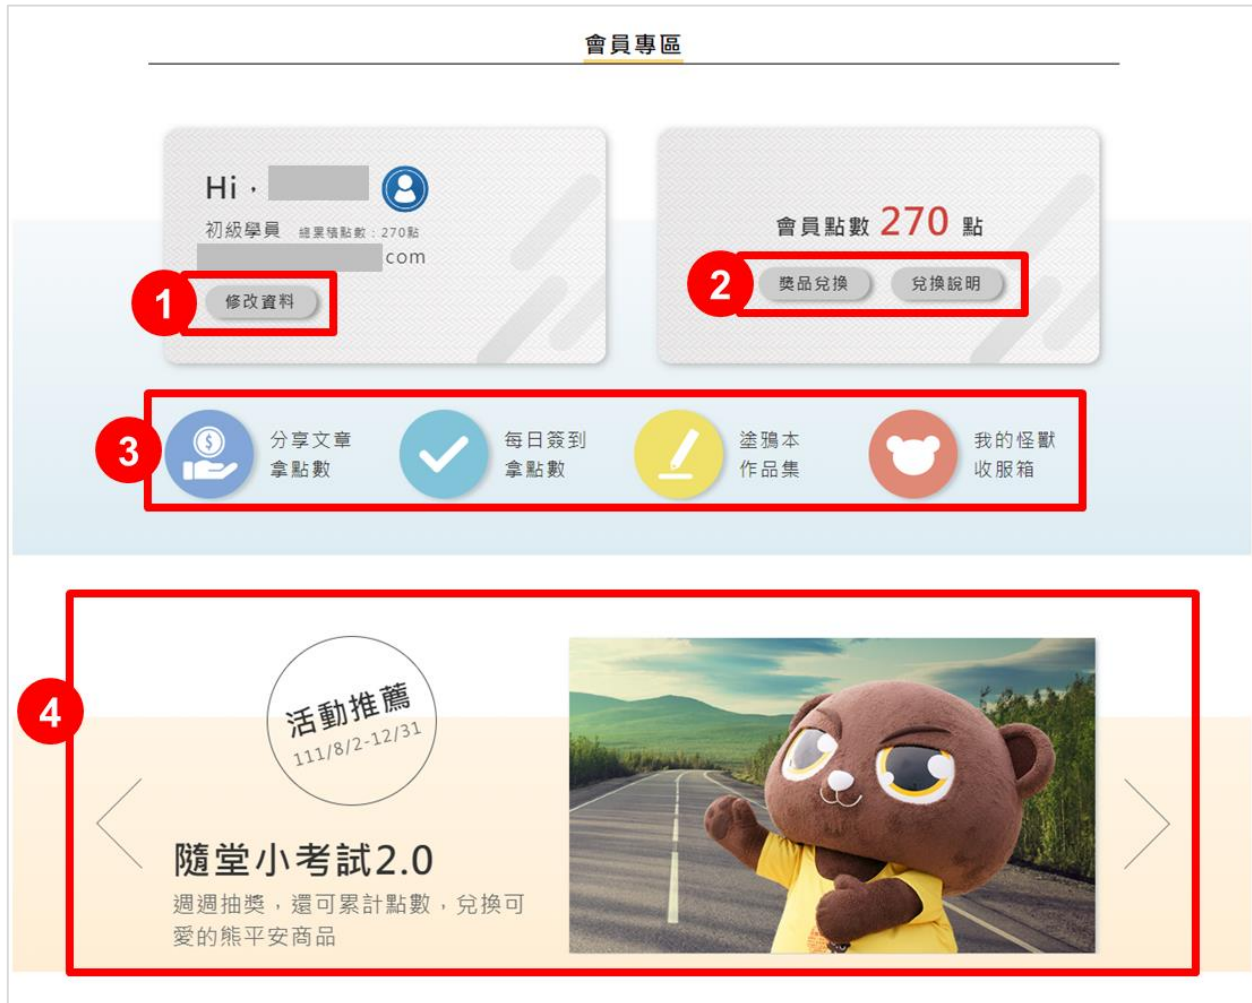 會員專區
Hi，
初級學員 總累積點數：270點
com
1
修改資料
會員點數 270 點
2
獎品兌換 兌換說明
3
分享文章
拿點數
每日簽到
拿點數
塗鴉本
作品集
我的怪獸
收服箱
4
活動推薦
111/8/2-12/31
隨堂小考試2.0
週週抽獎，還可累計點數，兌換可
愛的熊平安商品